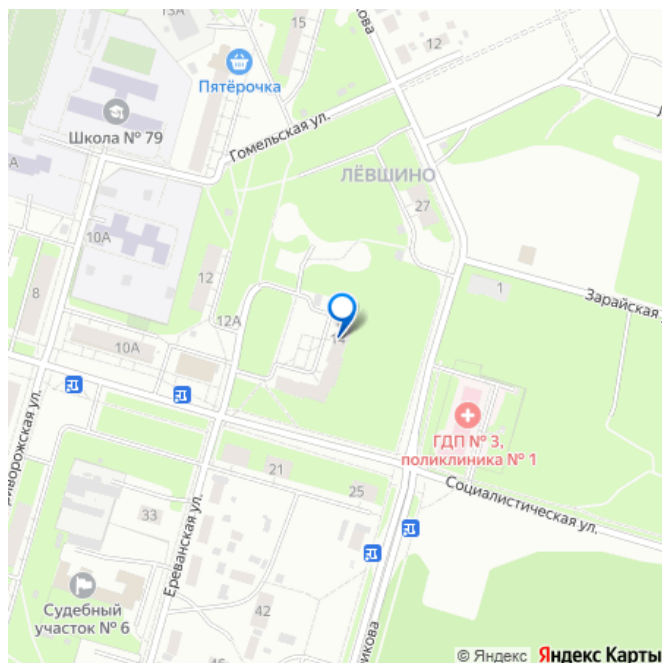 13А
15
12
Пятёрочка
Школа № 79
Гомельская ул.
ЛЁВШИНО
27
10А
12
8
12А
10А
14
1
Зарайская
ГДП № 3,
поликлиника № 1
Социалистическая ул.
21
25
33
Ереванская ул.
Судебный
участок № 6
42
46
© Яндекс Яндекс Карты